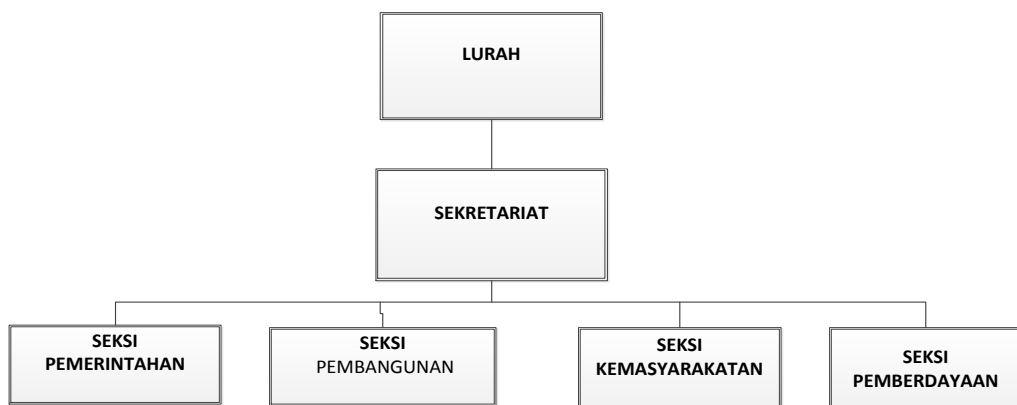 LURAH
SEKRETARIAT
SEKSI
PEMERINTAHAN
SEKSI
PEMBANGUNAN
SEKSI
KEMASYARAKATAN
SEKSI
PEMBERDAYAAN